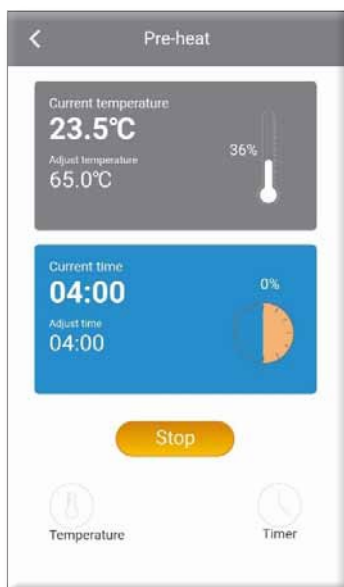 Pre-heat
Current temperature
23.5°C
Adjust temperature
65.0°C
36%
Current time
04:00
Adjust time
04:00
0%
Stop
Temperature
Timer